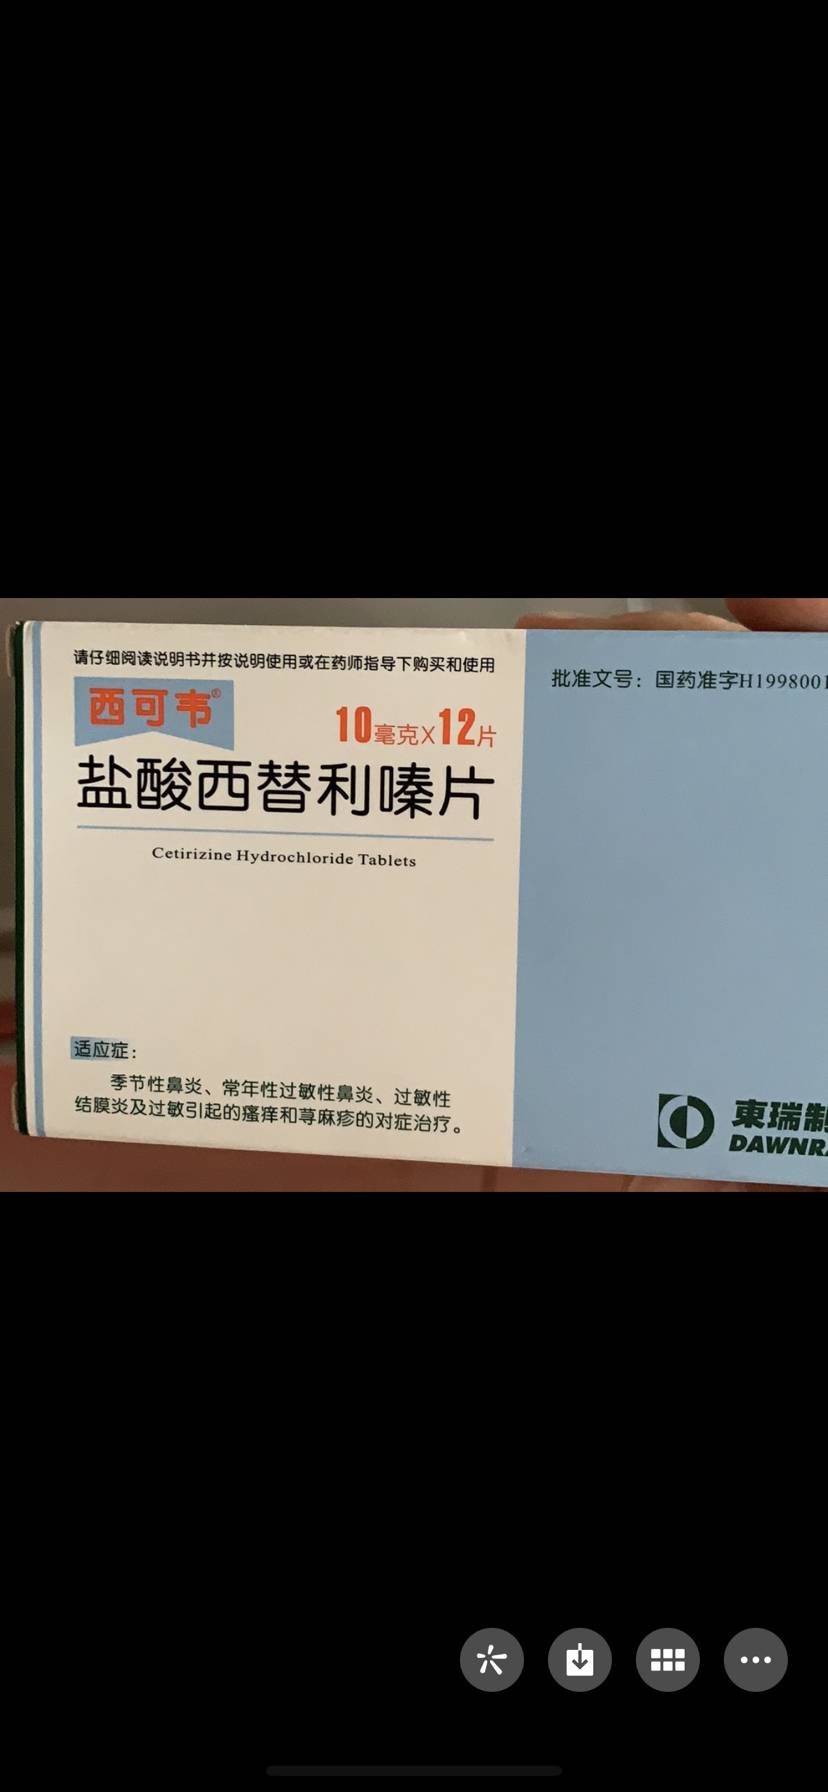 请仔细阅读说明书并按说明使用或在药师指导下购买和使用
西可韦®
10毫克×12片
盐酸西替利嗪片
Cetirizine Hydrochloride Tablets
适应症：
季节性鼻炎、常年性过敏性鼻炎、过敏性
结膜炎及过敏引起的瘙痒和荨麻疹的对症治疗。
批准文号：国药准字H1998001
東瑞制
DAWNRA